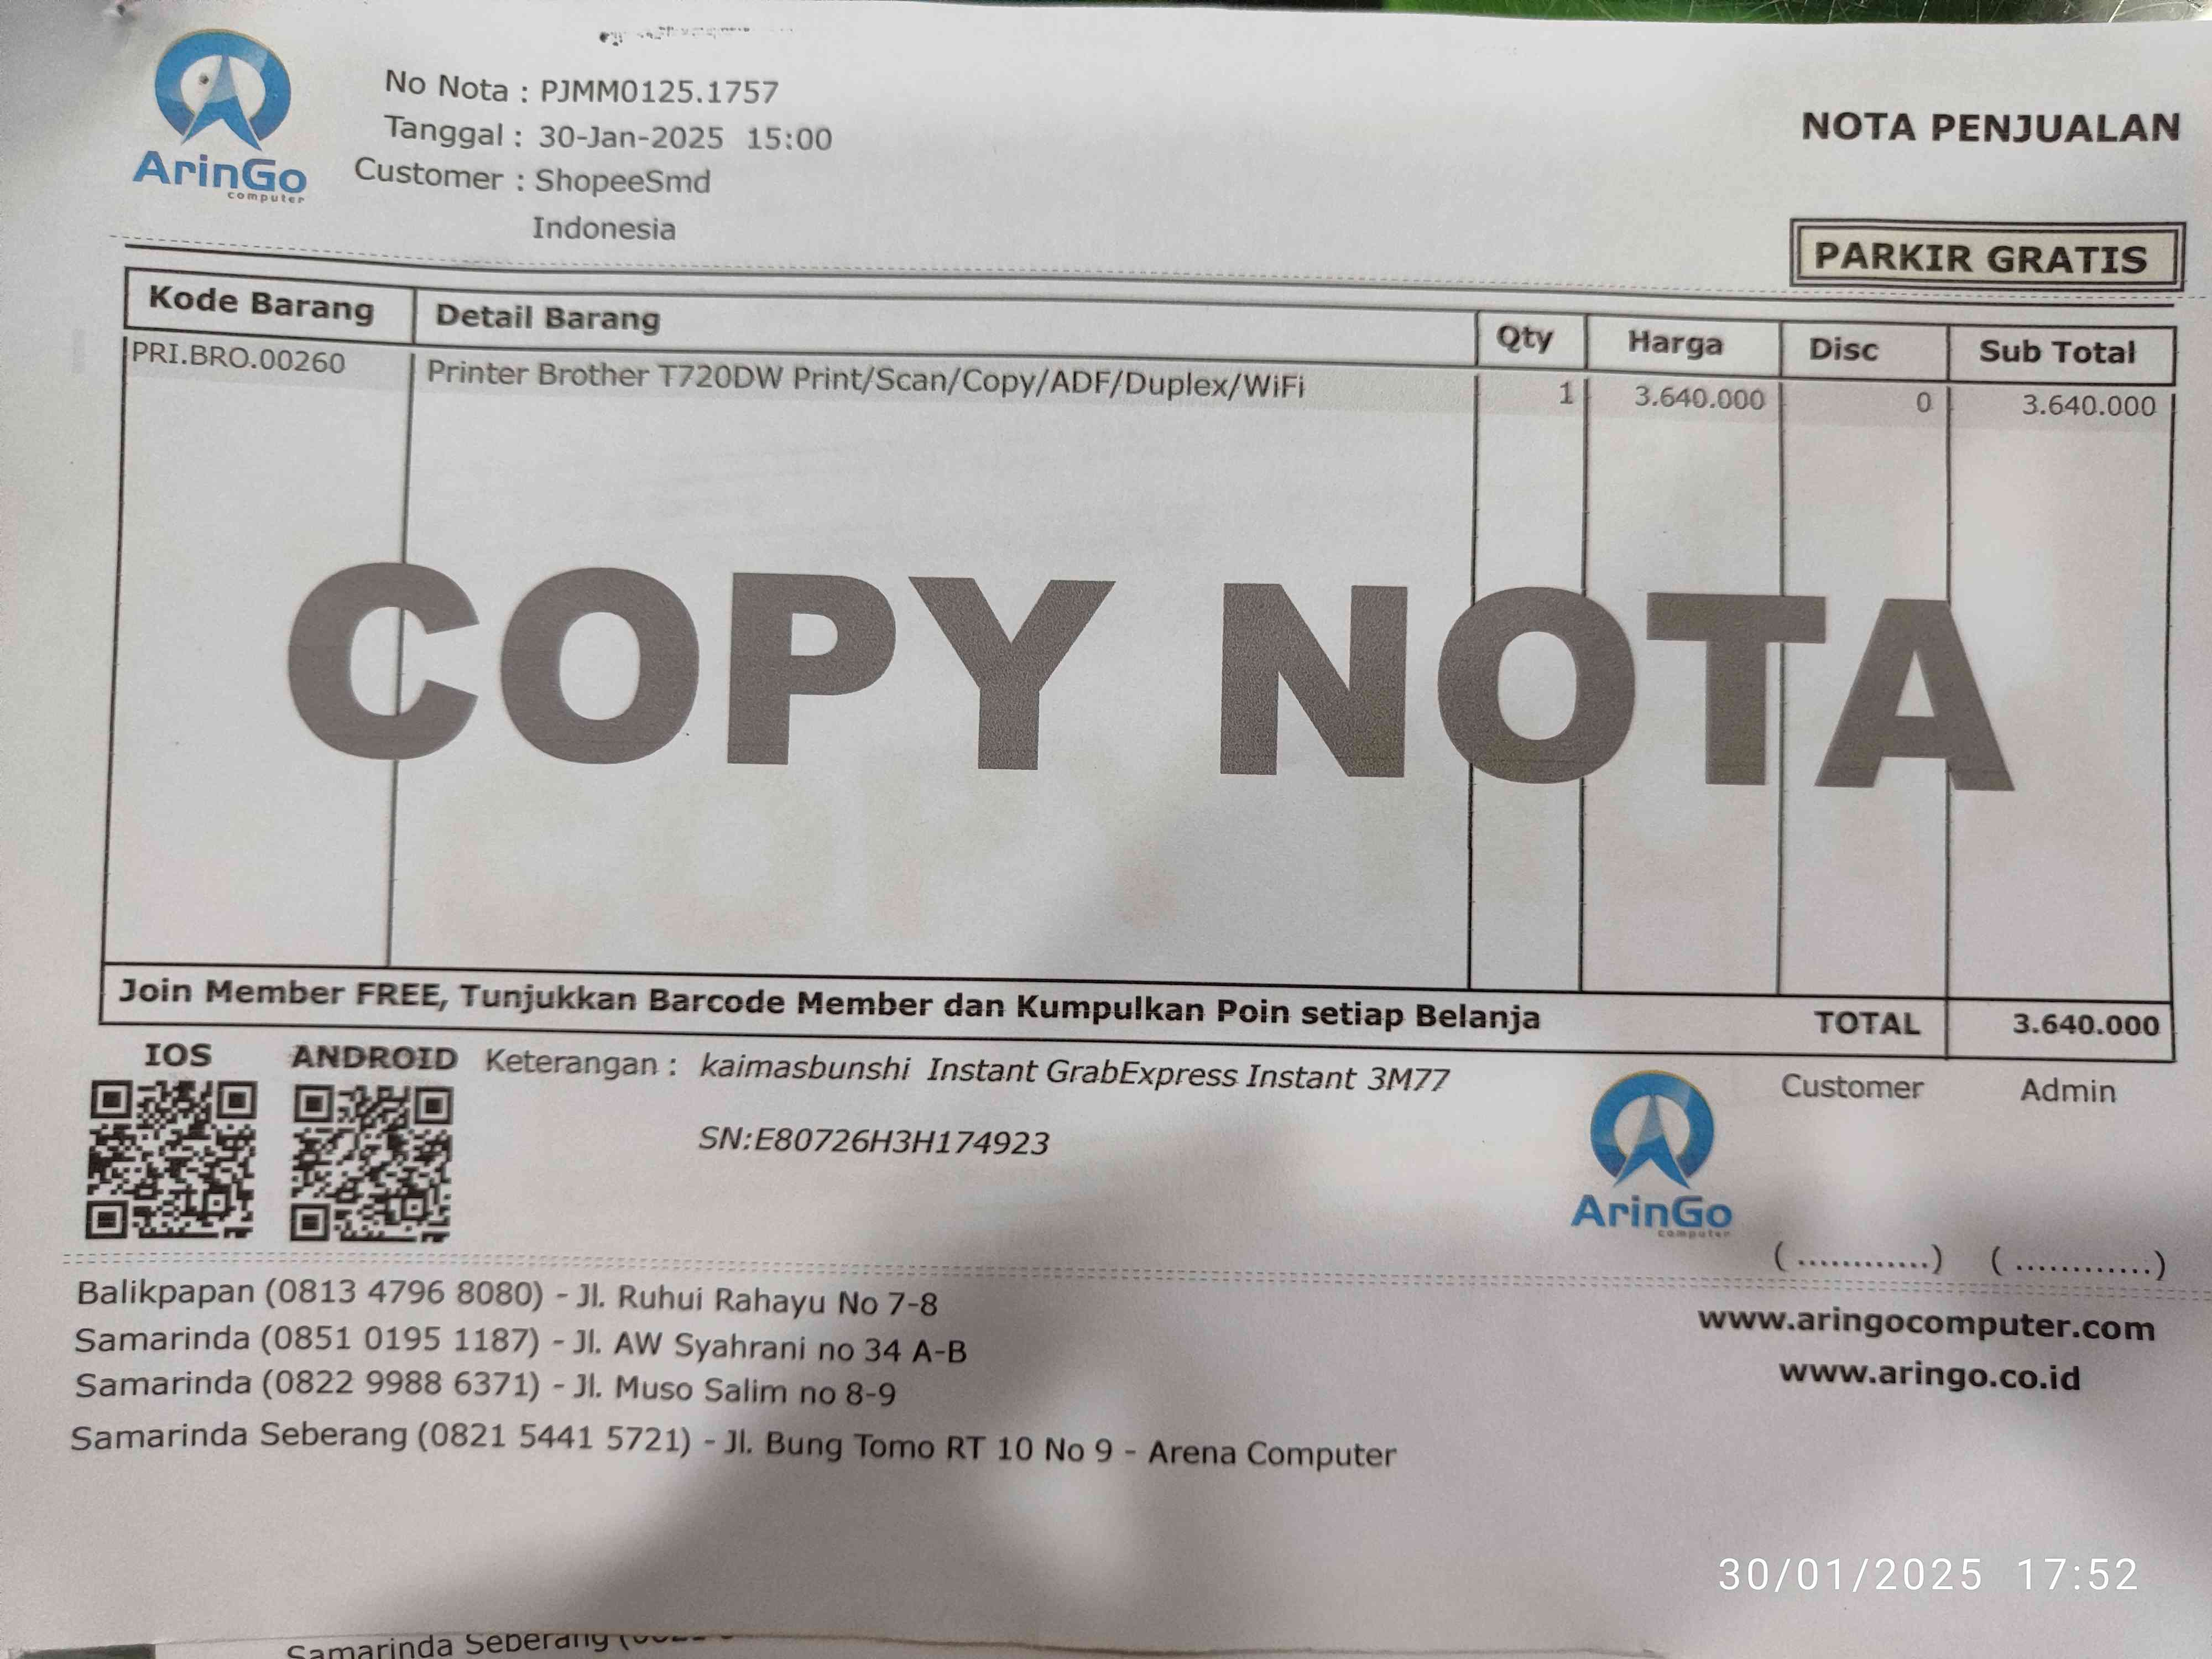 ArinGo
computer
No Nota : PJMM0125.1757
Tanggal : 30-Jan-2025 15:00
Customer : ShopeeSmd
Indonesia
NOTA PENJUALAN
PARKIR GRATIS
Kode Barang Detail Barang Qty Harga Disc Sub Total
PRI.BRO.00260 Printer Brother T720DW Print/Scan/Copy/ADF/Duplex/WiFi 1 3.640.000 0 3.640.000
COPY NOTA
Join Member FREE, Tunjukkan Barcode Member dan Kumpulkan Poin setiap Belanja TOTAL 3.640.000
IOS ANDROID Keterangan : kaimasbunshi Instant GrabExpress Instant 3M77
SN:E80726H3H174923
ArinGo
computer
Customer Admin
( ............) ( ............)
Balikpapan (0813 4796 8080) - Jl. Ruhui Rahayu No 7-8
Samarinda (0851 0195 1187) - Jl. AW Syahrani no 34 A-B
Samarinda (0822 9988 6371) - Jl. Muso Salim no 8-9
Samarinda Seberang (0821 5441 5721) - Jl. Bung Tomo RT 10 No 9 - Arena Computer
www.aringocomputer.com
www.aringo.co.id
30/01/2025 17:52
Samarinda Seberang